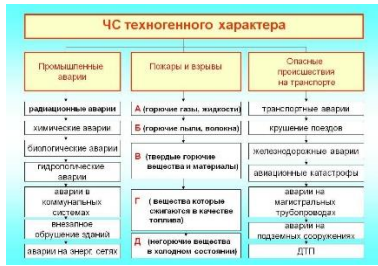 ЧС техногенного характера
Промышленные
аварии
радиационные аварии
химические аварии
биологические аварии
гидрологические
аварии
аварии в
коммунальных
системах
внезапное
обрушение зданий
аварии на энерг. сетях
Пожары и взрывы
А (горючие газы, жидкости)
Б (горючие пыли, волокна)
В (твердые горючие
вещества и материалы)
Г ( вещества которые
сжигаются в качестве
топлива)
Д (негорючие вещества
в холодном состоянии)
Опасные
происшествия
на транспорте
транспортные аварии
крушение поездов
железнодорожные аварии
авиационные катастрофы
аварии на
магистральных
трубопроводах
аварии на
подземных сооружениях
ДТП